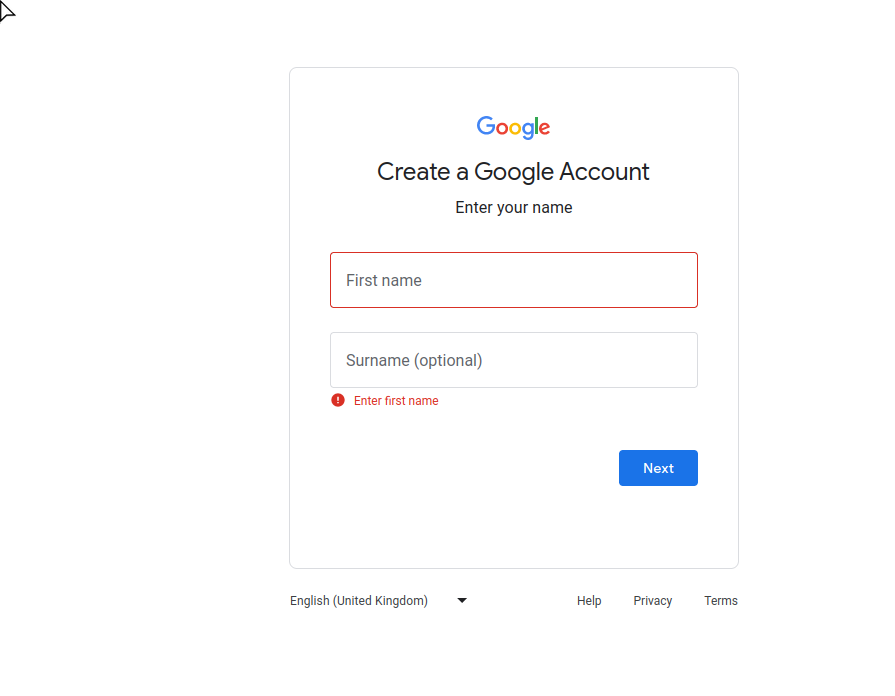 Google
Create a Google Account
Enter your name
First name
Surname (optional)
Enter first name
Next
English (United Kingdom)
Help Privacy Terms